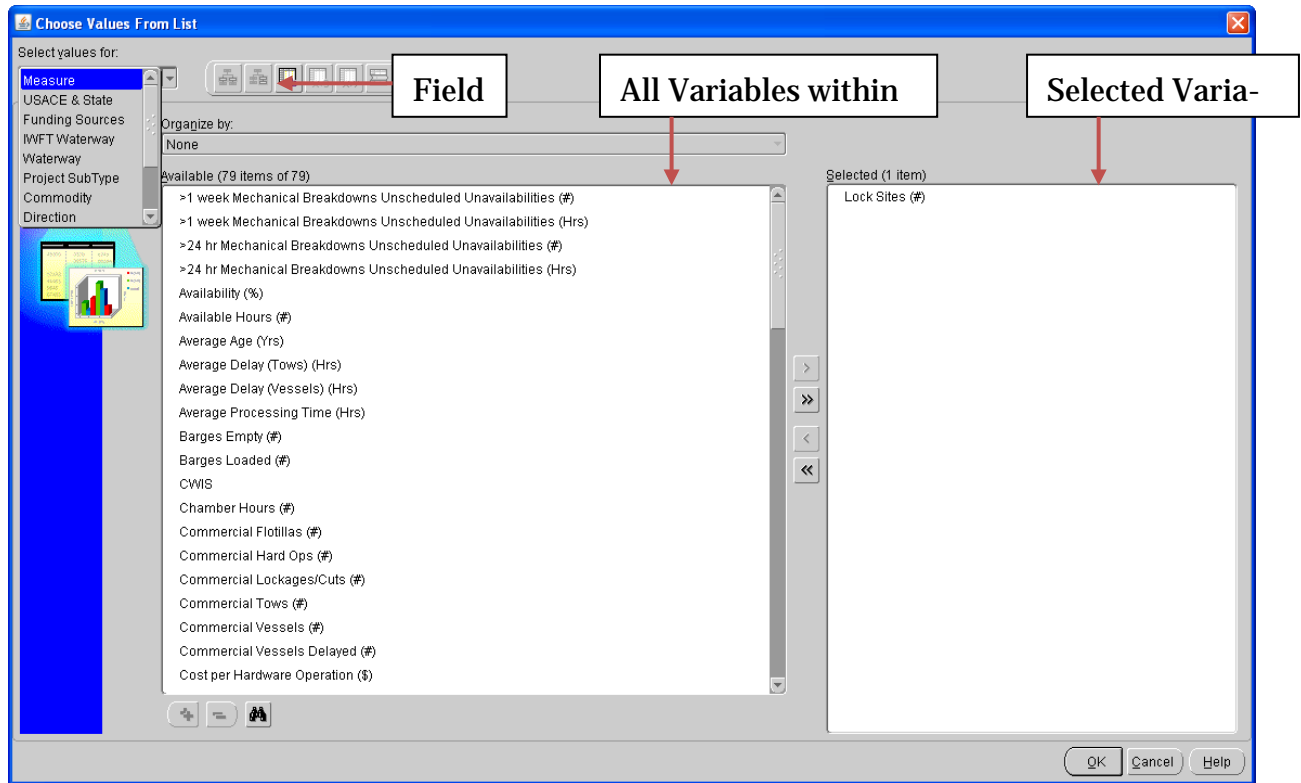 Choose Values From List
Select values for:
Measure
USACE & State
Funding Sources
IWFT Waterway
Waterway
Project SubType
Commodity
Direction
Field
All Variables within
Selected Varia-
Organize by:
None
Available (79 items of 79)
>1 week Mechanical Breakdowns Unscheduled Unavailabilities (#)
>1 week Mechanical Breakdowns Unscheduled Unavailabilities (Hrs)
>24 hr Mechanical Breakdowns Unscheduled Unavailabilities (#)
>24 hr Mechanical Breakdowns Unscheduled Unavailabilities (Hrs)
Availability (%)
Available Hours (#)
Average Age (Yrs)
Average Delay (Tows) (Hrs)
Average Delay (Vessels) (Hrs)
Average Processing Time (Hrs)
Barges Empty (#)
Barges Loaded (#)
CWIS
Chamber Hours (#)
Commercial Flotillas (#)
Commercial Hard Ops (#)
Commercial Lockages/Cuts (#)
Commercial Tows (#)
Commercial Vessels (#)
Commercial Vessels Delayed (#)
Cost per Hardware Operation ($)
Selected (1 item)
Lock Sites (#)
OK
Cancel
Help